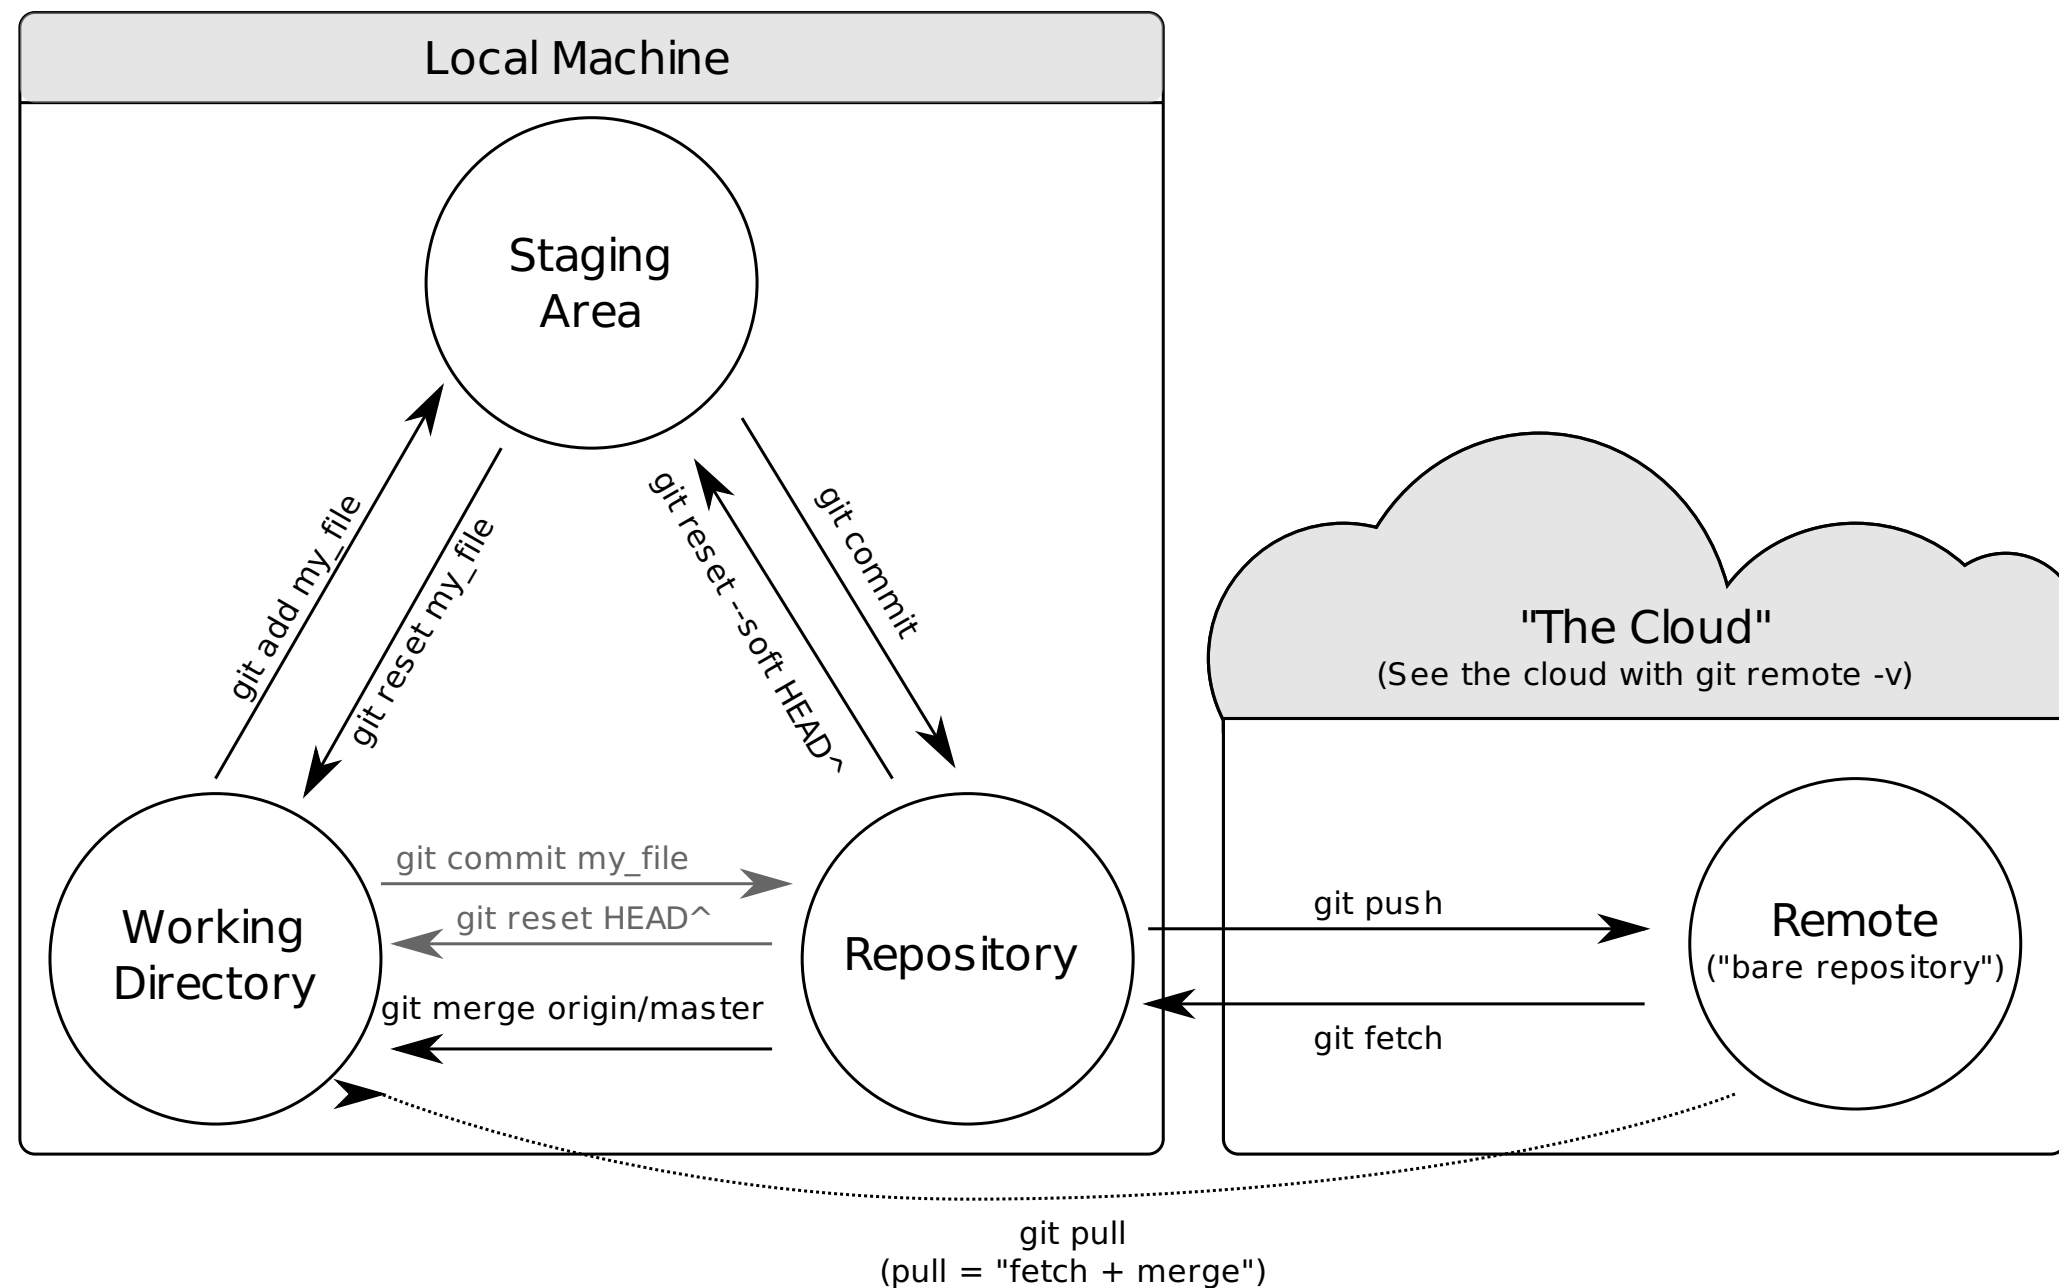 Local Machine
Staging
Area
git add my_file
git reset my_file
git reset --soft HEAD^
git commit
"The Cloud"
(See the cloud with git remote -v)
git commit my_file
git reset HEAD^
git merge origin/master
Working
Directory
Repository
git push
git fetch
Remote
("bare repository")
git pull
(pull = "fetch + merge")